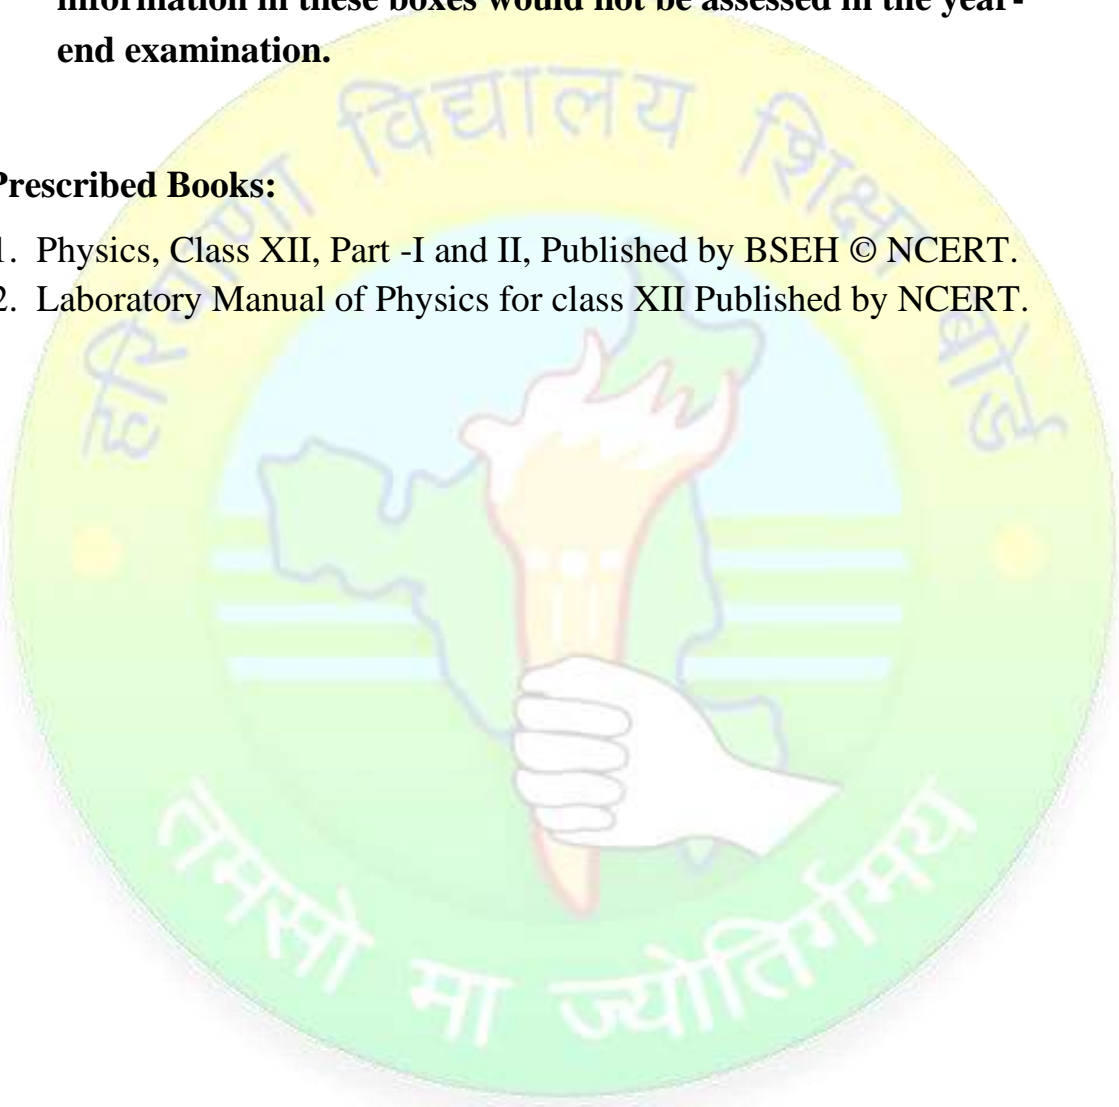 information in these boxes would not be assessed in the year-
end examination.
Prescribed Books:
1. Physics, Class XII, Part -I and II, Published by BSEH © NCERT.
2. Laboratory Manual of Physics for class XII Published by NCERT.
हरियाणा विद्यालय शिक्षा बोर्ड
तमसो मा ज्योतिर्गमय